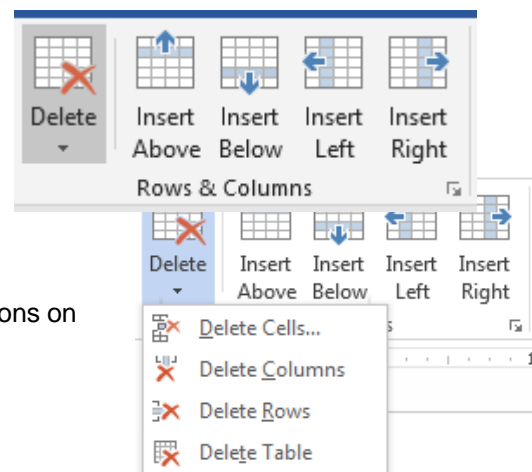 Delete Insert Insert Insert Insert
Above Below Left Right
Rows & Columns
Delete Insert Insert Insert Insert
Above Below Left Right
s
ons on
1
Delete Cells...
Delete Columns
Delete Rows
Delete Table